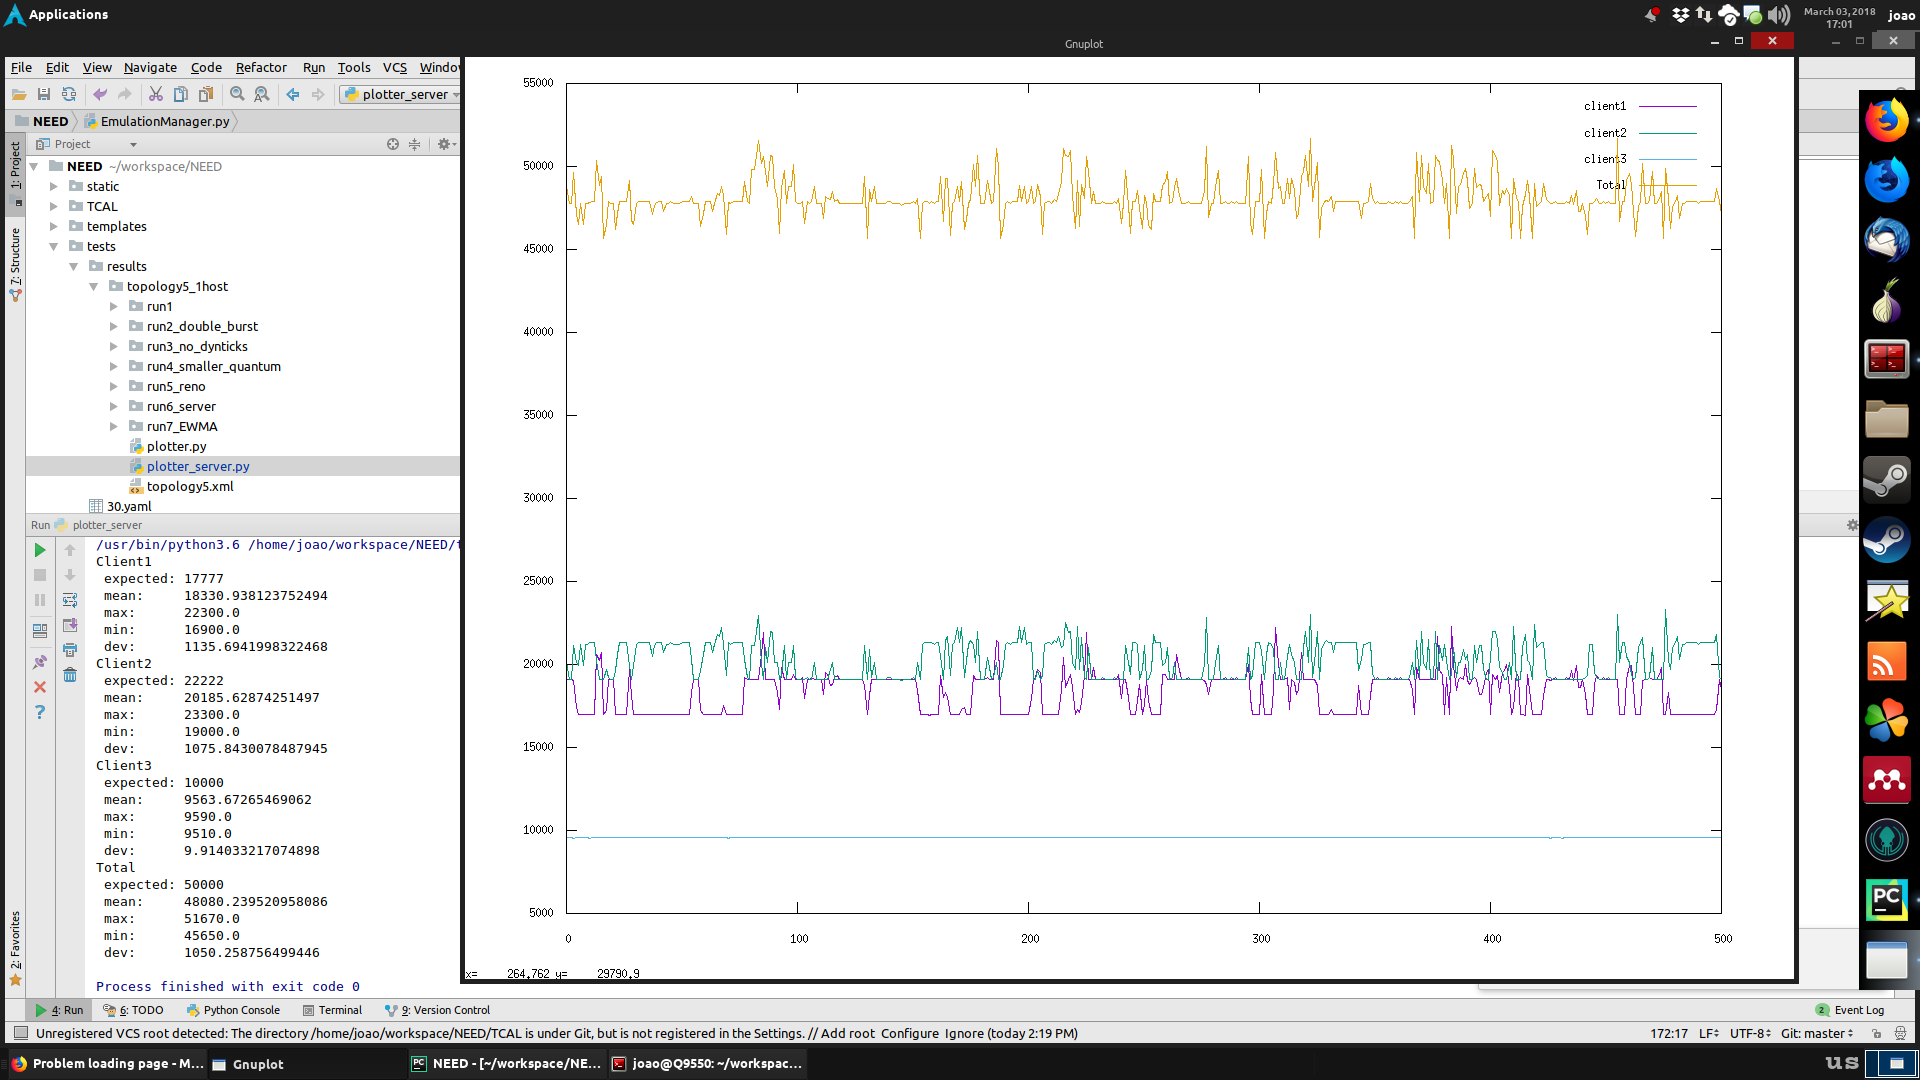 Applications
March 03, 2018
17:01
joao
Gnuplot
File Edit View Navigate Code Refactor Run Tools VCS Windo
plotter_server
NEED EmulationManager.py
1: Project
7: Structure
2: Favorites
Project
NEED ~/workspace/NEED
static
TCAL
templates
tests
results
topology5_1host
run1
run2_double_burst
run3_no_dynticks
run4_smaller_quantum
run5_reno
run6_server
run7_EWMA
plotter.py
plotter_server.py
topology5.xml
30.yaml
Run plotter_server
/usr/bin/python3.6 /home/joao/workspace/NEED/t
Client1
expected: 17777
mean: 18330.938123752494
max: 22300.0
min: 16900.0
dev: 1135.6941998322468
Client2
expected: 22222
mean: 20185.62874251497
max: 23300.0
min: 19000.0
dev: 1075.8430078487945
Client3
expected: 10000
mean: 9563.67265469062
max: 9590.0
min: 9510.0
dev: 9.914033217074898
Total
expected: 50000
mean: 48080.239520958086
max: 51670.0
min: 45650.0
dev: 1050.258756499446
Process finished with exit code 0
55000
50000
45000
40000
35000
30000
25000
20000
15000
10000
5000
0 100 200 300 400 500
client1
client2
client3
Total
x= 264.762 y= 29790.9
4: Run 6: TODO Python Console Terminal 9: Version Control
2 Event Log
Unregistered VCS root detected: The directory /home/joao/workspace/NEED/TCAL is under Git, but is not registered in the Settings. // Add root Configure Ignore (today 2:19 PM)
172:17 LF UTF-8 Git: master
Problem loading page - M...
Gnuplot
NEED - [~/workspace/NE...
joao@Q9550: ~/workspac...
us
PC